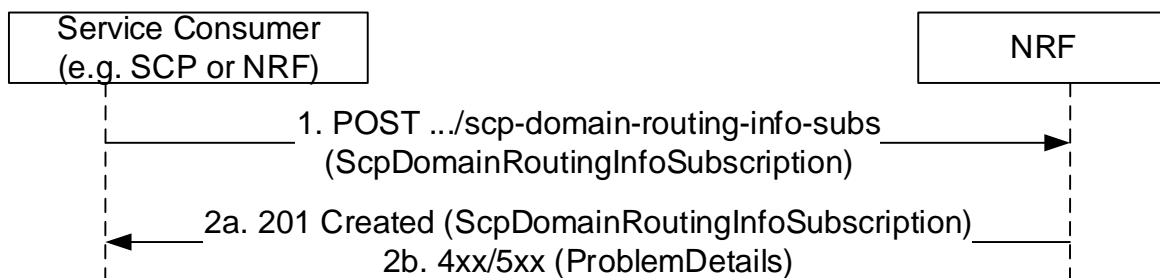 Service Consumer
(e.g. SCP or NRF)
NRF
1. POST .../scp-domain-routing-info-subs
(ScpDomainRoutingInfoSubscription)
2a. 201 Created (ScpDomainRoutingInfoSubscription)
2b. 4xx/5xx (ProblemDetails)